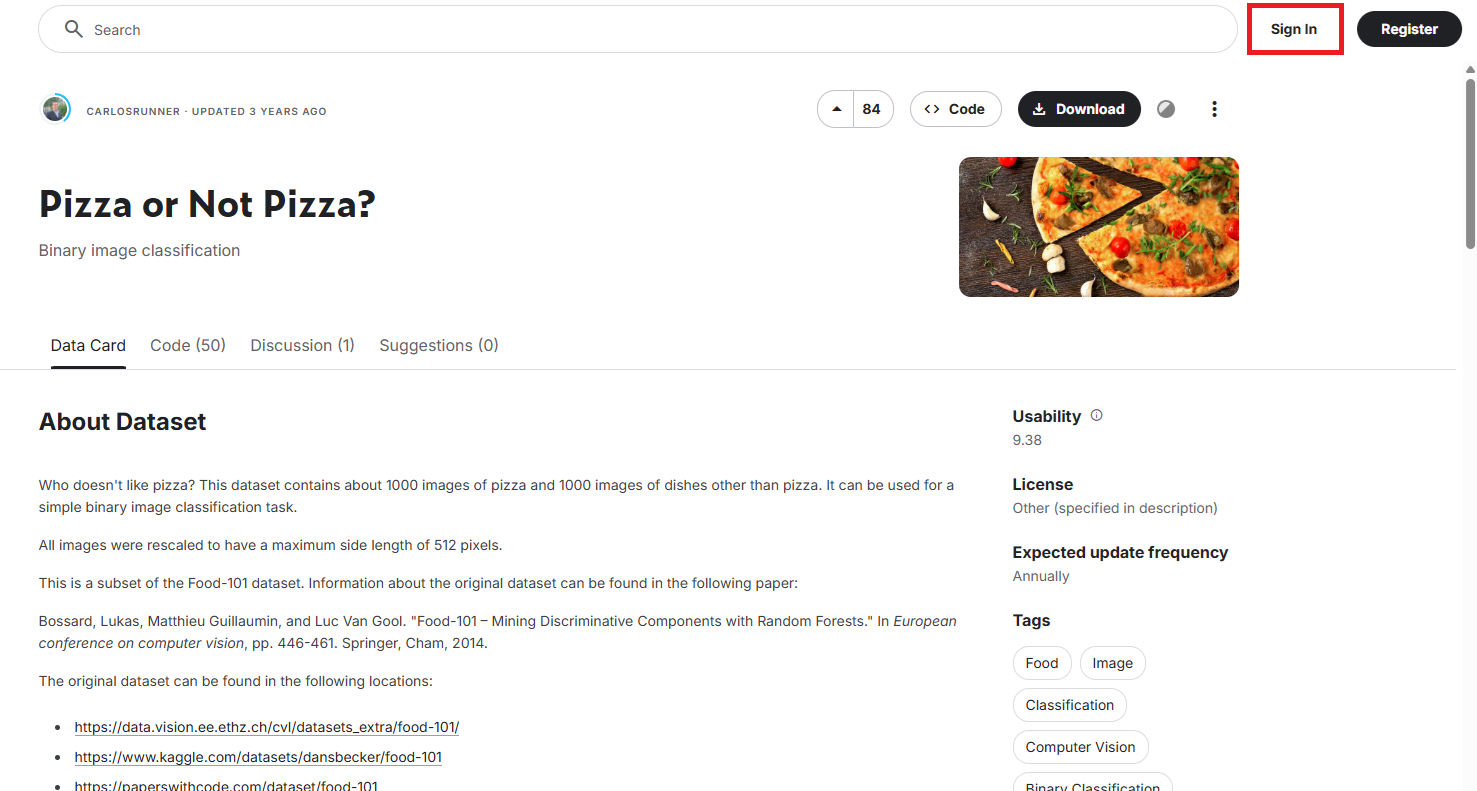 Search
Sign In
Register
CARLOSRUNNER · UPDATED 3 YEARS AGO
84
<> Code
Download
Pizza or Not Pizza?
Binary image classification
Data Card
Code (50)
Discussion (1)
Suggestions (0)
About Dataset
Who doesn't like pizza? This dataset contains about 1000 images of pizza and 1000 images of dishes other than pizza. It can be used for a
simple binary image classification task.
All images were rescaled to have a maximum side length of 512 pixels.
This is a subset of the Food-101 dataset. Information about the original dataset can be found in the following paper:
Bossard, Lukas, Matthieu Guillaumin, and Luc Van Gool. "Food-101 – Mining Discriminative Components with Random Forests." In European
conference on computer vision, pp. 446-461. Springer, Cham, 2014.
The original dataset can be found in the following locations:
• https://data.vision.ee.ethz.ch/cvl/datasets_extra/food-101/
• https://www.kaggle.com/datasets/dansbecker/food-101
• https://paperswithcode.com/dataset/food-101
Usability
9.38
License
Other (specified in description)
Expected update frequency
Annually
Tags
Food
Image
Classification
Computer Vision
Binary Classification